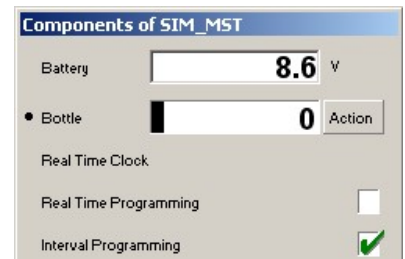 Components of SIM_MST
Battery 8.6 V
Bottle 0 Action
Real Time Clock
Real Time Programming
Interval Programming